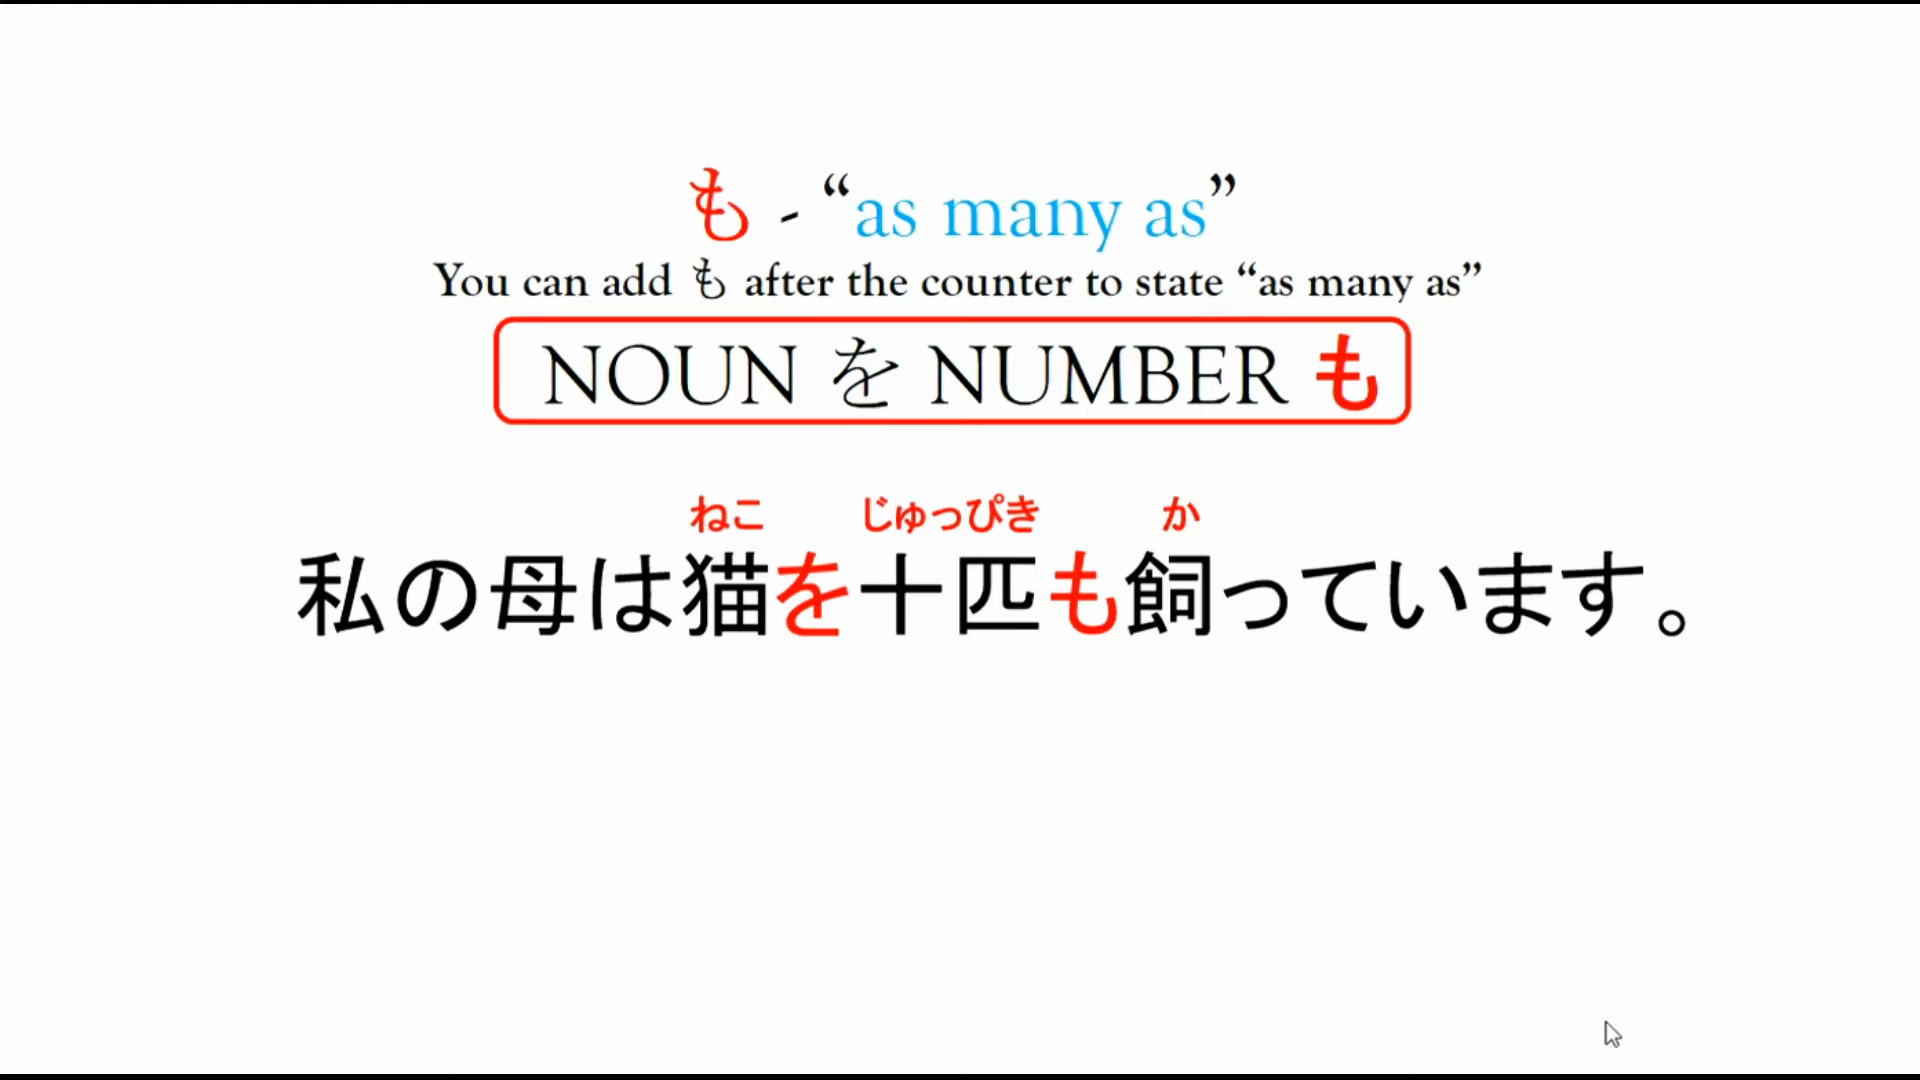 も - “as many as”
You can add も after the counter to state “as many as”
NOUN を NUMBER も
ねこ じゅっぴき か
私の母は猫を十匹も飼っています。